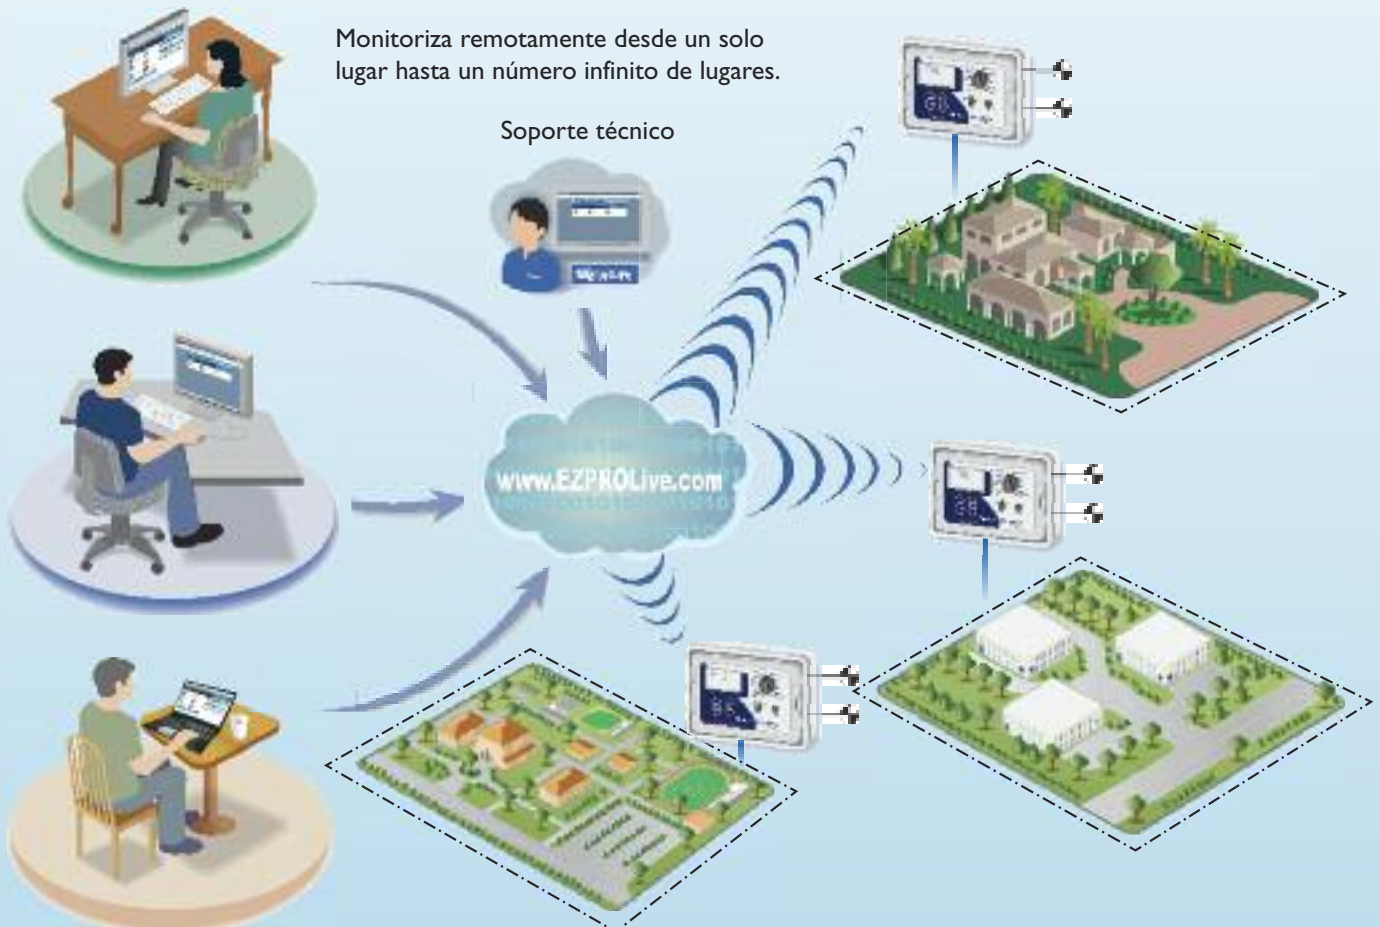 Monitoriza remotamente desde un solo
lugar hasta un número infinito de lugares.
Soporte técnico
www.EZPROLive.com